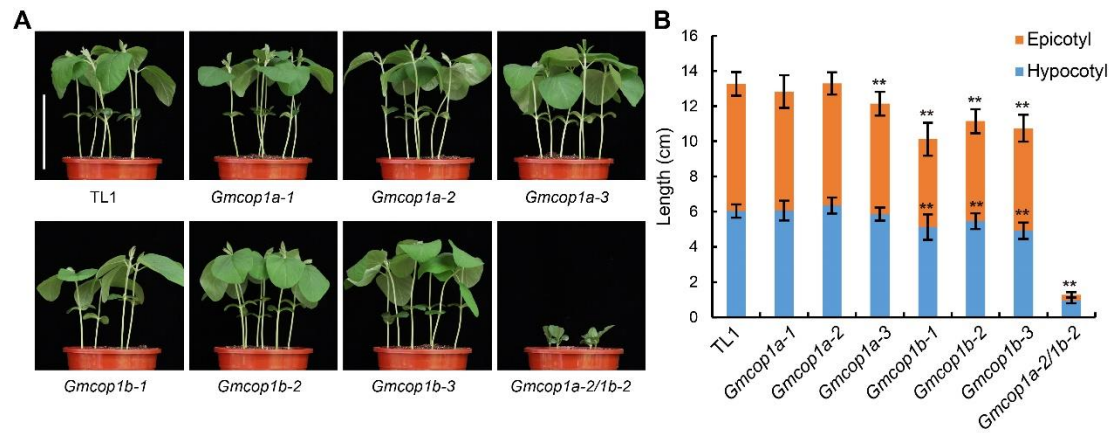 A
TL1
Gmcop1a-1
Gmcop1a-2
Gmcop1a-3
Gmcop1b-1
Gmcop1b-2
Gmcop1b-3
Gmcop1a-2/1b-2
B
Epicotyl
Hypocotyl
Length (cm)
16
14
12
10
8
6
4
2
0
**
**
**
**
**
**
**
**
TL1
Gmcop1a-1
Gmcop1a-2
Gmcop1a-3
Gmcop1b-1
Gmcop1b-2
Gmcop1b-3
Gmcop1a-2/1b-2